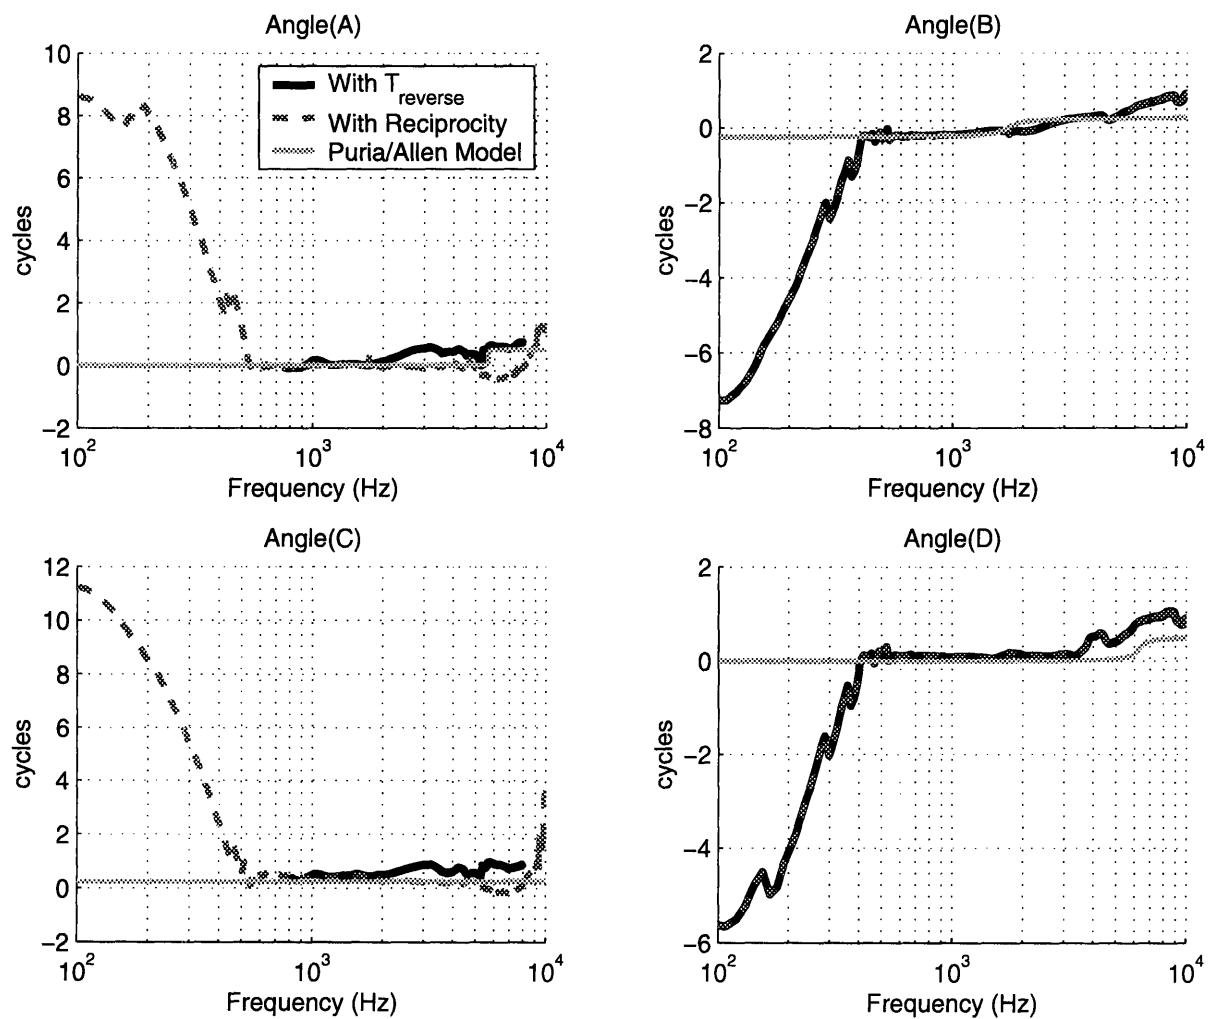 Angle(A)
10
8
6
4
2
0
−2
cycles
With T_reverse
With Reciprocity
Puria/Allen Model
10^2
10^3
10^4
Frequency (Hz)
Angle(B)
2
0
−2
−4
−6
−8
cycles
10^2
10^3
10^4
Frequency (Hz)
Angle(C)
12
10
8
6
4
2
0
−2
cycles
10^2
10^3
10^4
Frequency (Hz)
Angle(D)
2
0
−2
−4
−6
cycles
10^2
10^3
10^4
Frequency (Hz)